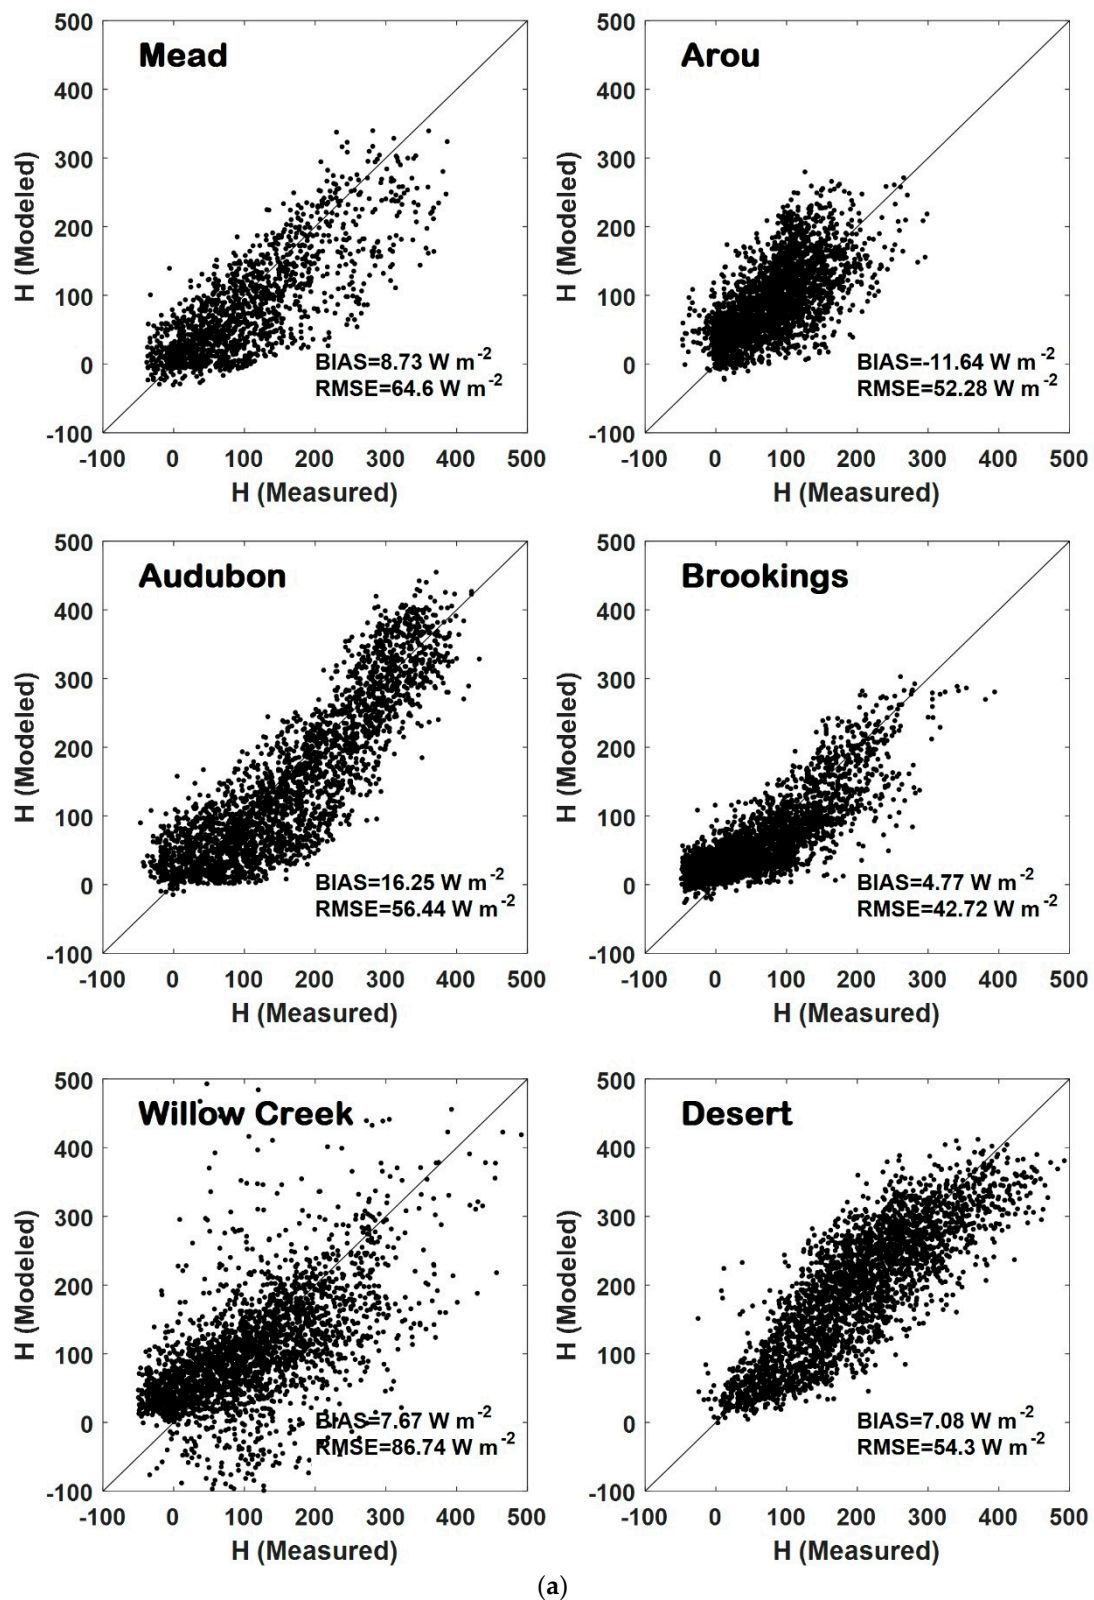 Mead
500
400
300
200
100
0
-100
H (Modeled)
BIAS=8.73 W m-2
RMSE=64.6 W m-2
-100 0 100 200 300 400 500
H (Measured)
Arou
500
400
300
200
100
0
-100
H (Modeled)
BIAS=-11.64 W m-2
RMSE=52.28 W m-2
-100 0 100 200 300 400 500
H (Measured)
Audubon
500
400
300
200
100
0
-100
H (Modeled)
BIAS=16.25 W m-2
RMSE=56.44 W m-2
-100 0 100 200 300 400 500
H (Measured)
Brookings
500
400
300
200
100
0
-100
H (Modeled)
BIAS=4.77 W m-2
RMSE=42.72 W m-2
-100 0 100 200 300 400 500
H (Measured)
Willow Creek
500
400
300
200
100
0
-100
H (Modeled)
BIAS=7.67 W m-2
RMSE=86.74 W m-2
-100 0 100 200 300 400 500
H (Measured)
Desert
500
400
300
200
100
0
-100
H (Modeled)
BIAS=7.08 W m-2
RMSE=54.3 W m-2
-100 0 100 200 300 400 500
H (Measured)
(a)